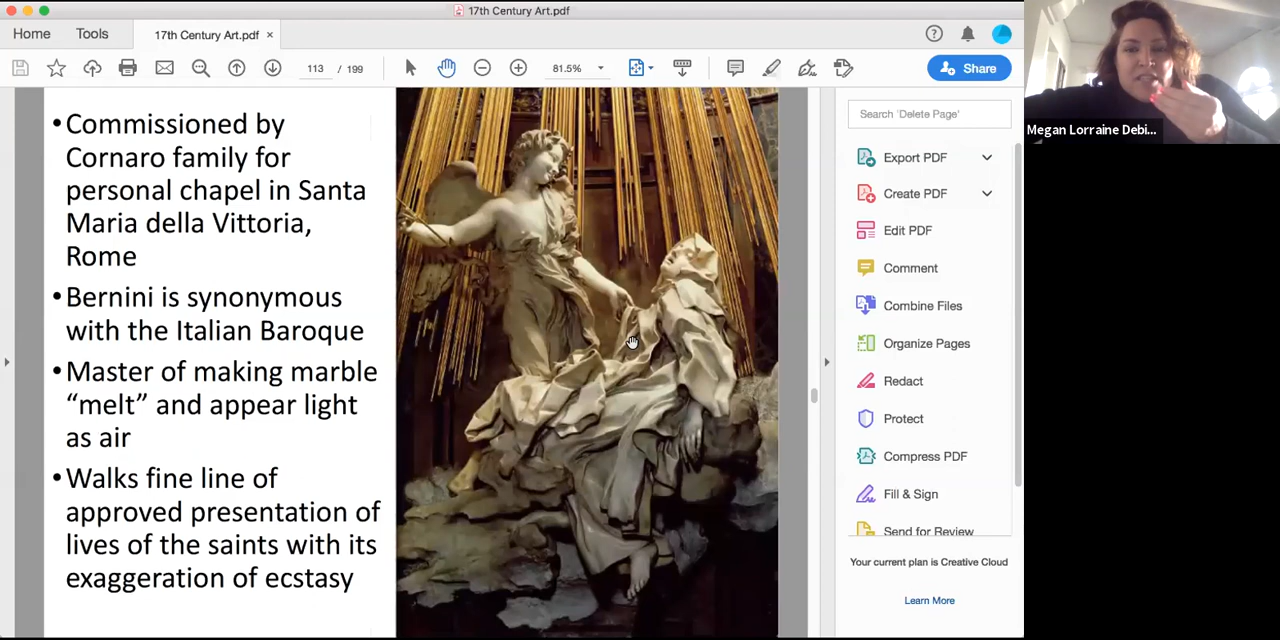 17th Century Art.pdf
Home
Tools
17th Century Art.pdf ×
113 / 199
81.5%
Share
Megan Lorraine Debi...
•Commissioned by
Cornaro family for
personal chapel in Santa
Maria della Vittoria,
Rome
•Bernini is synonymous
with the Italian Baroque
•Master of making marble
“melt” and appear light
as air
•Walks fine line of
approved presentation of
lives of the saints with its
exaggeration of ecstasy
Search 'Delete Page'
Export PDF
Create PDF
Edit PDF
Comment
Combine Files
Organize Pages
Redact
Protect
Compress PDF
Fill & Sign
Send for Review
Your current plan is Creative Cloud
Learn More